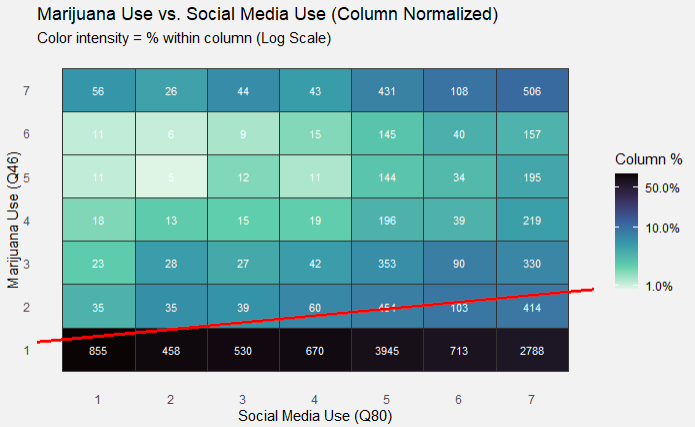 Marijuana Use vs. Social Media Use (Column Normalized)
Color intensity = % within column (Log Scale)
Marijuana Use (Q46)
7 56 26 44 43 431 108 506
6 11 6 9 15 145 40 157
5 11 5 12 11 144 34 195
4 18 13 15 19 196 39 219
3 23 28 27 42 353 90 330
2 35 35 39 60 454 103 414
1 855 458 530 670 3945 713 2788
1 2 3 4 5 6 7
Social Media Use (Q80)
Column %
50.0%
10.0%
1.0%